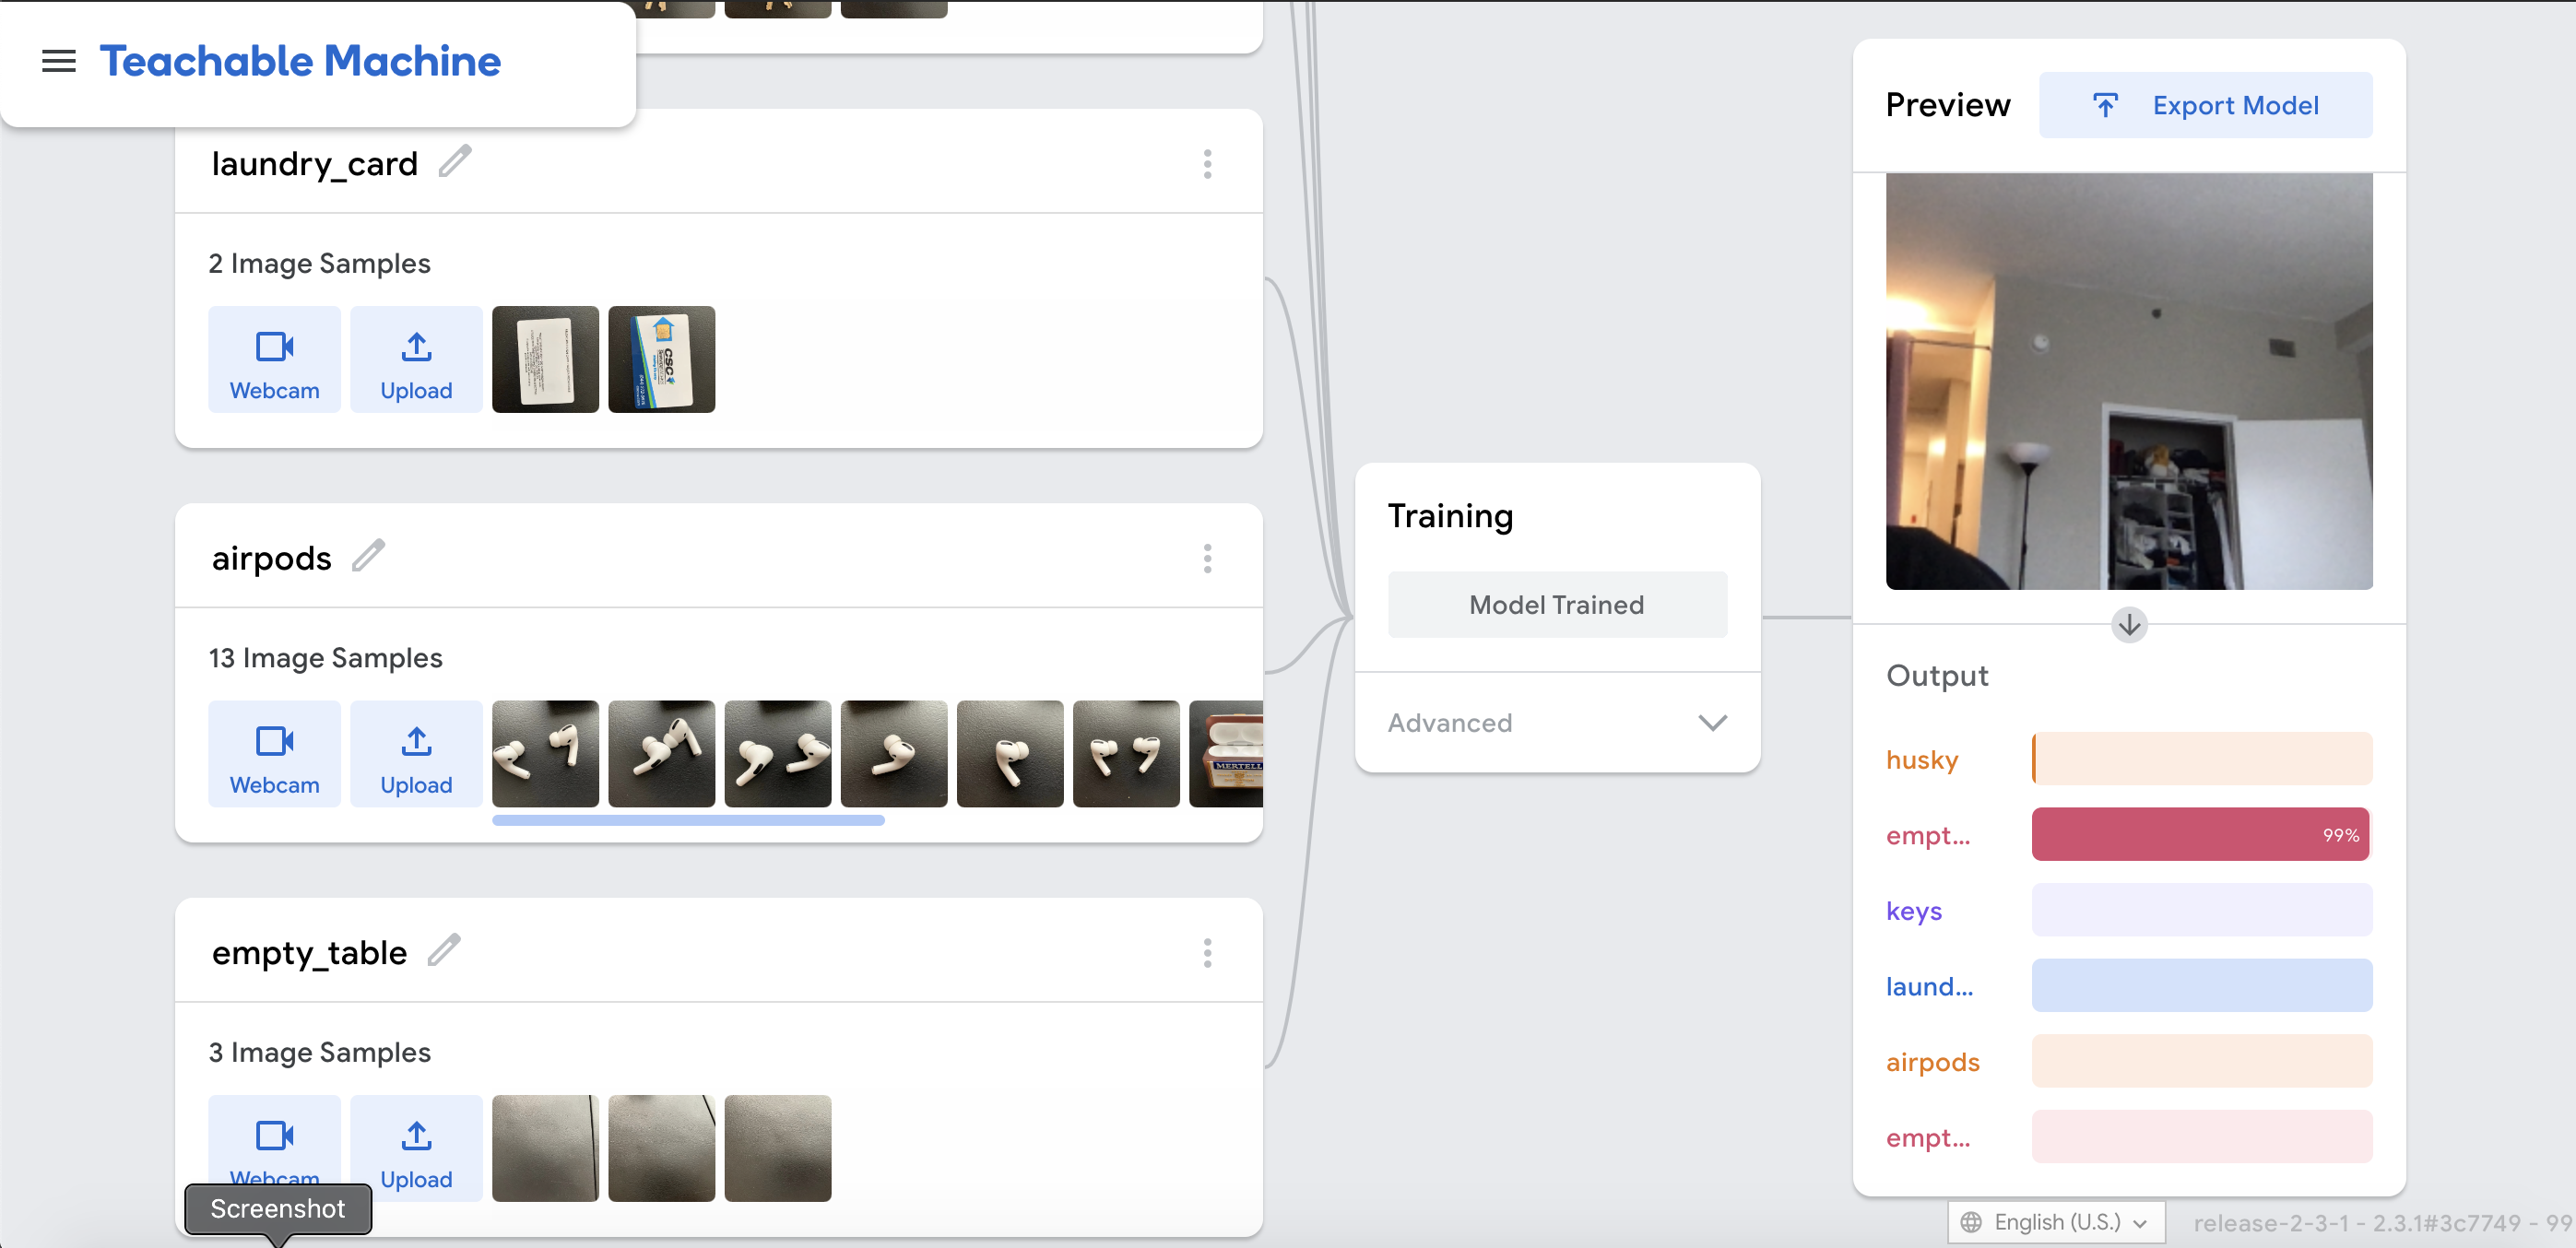 Teachable Machine
laundry_card
2 Image Samples
Webcam
Upload
CSC
airpods
13 Image Samples
Webcam
Upload
MERTELL
empty_table
3 Image Samples
Webcam
Upload
Screenshot
Training
Model Trained
Advanced
Preview
Export Model
Output
husky
empt...
99%
keys
laund...
airpods
empt...
English (U.S.)
release-2-3-1 - 2.3.1#3c7749 - 99